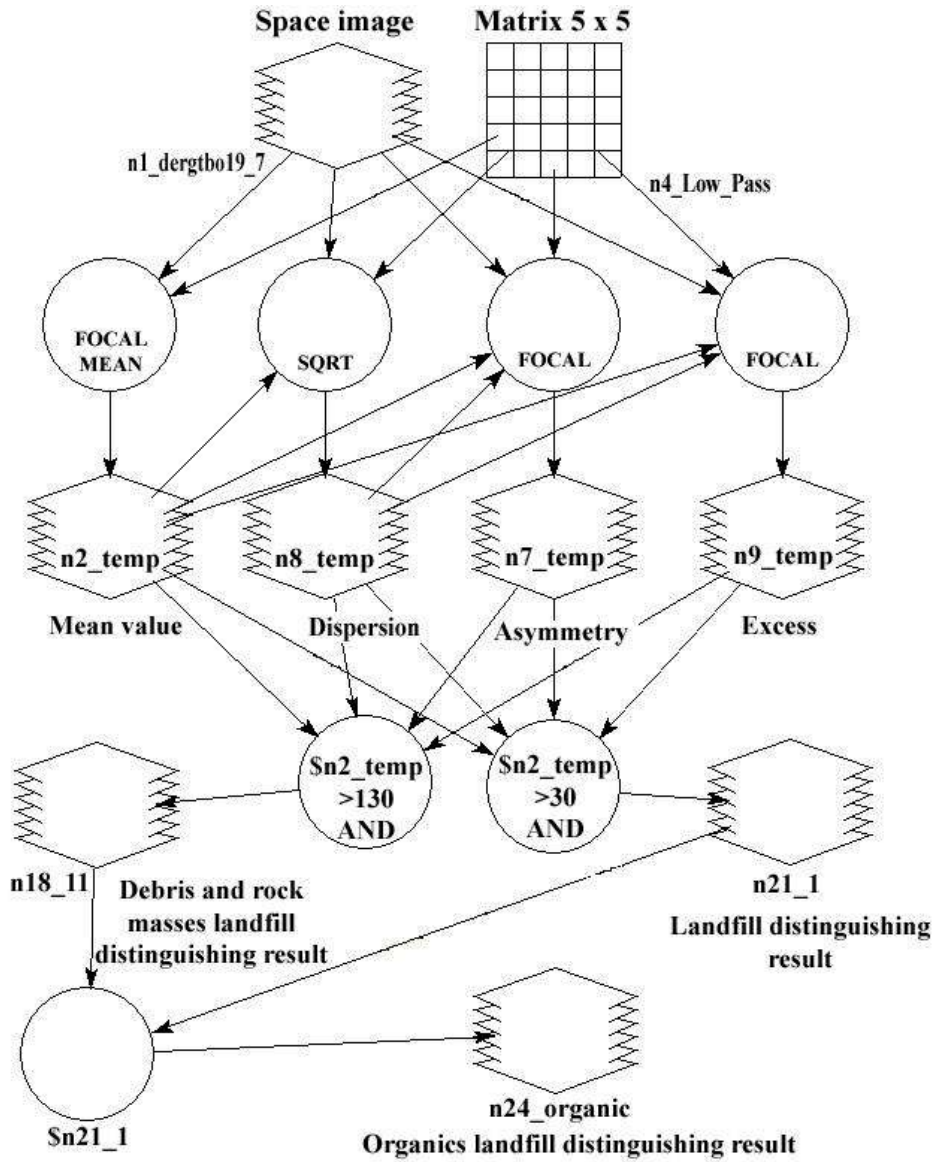 Space image
Matrix 5 x 5
n1_dergtbo19_7
n4_Low_Pass
FOCAL
MEAN
SQRT
FOCAL
FOCAL
n2_temp
n8_temp
n7_temp
n9_temp
Mean value
Dispersion
Asymmetry
Excess
$n2_temp
>130
AND
$n2_temp
>30
AND
n18_11
n21_1
Debris and rock
masses landfill
distinguishing result
Landfill distinguishing
result
$n21_1
n24_organic
Organics landfill distinguishing result